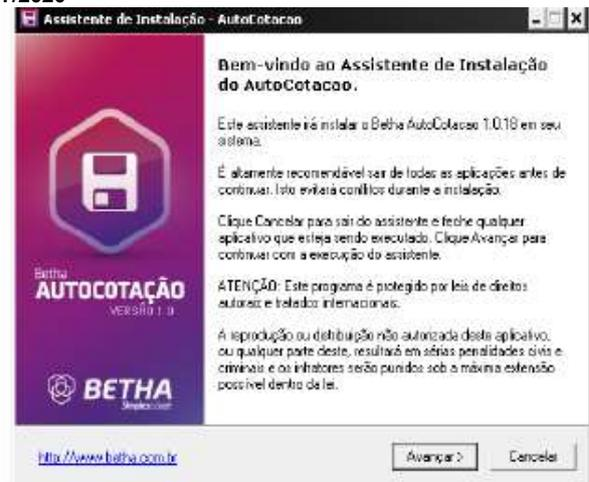 Assistente de Instalação - AutoCotacao
Bem-vindo ao Assistente de Instalação
do AutoCotacao.
Este assistente irá instalar o Betha AutoCotacao 1.0.18 em seu
sistema.
É altamente recomendável sair de todas as aplicações antes de
continuar. Isto evitará conflitos durante a instalação.
Clique Cancelar para sair do assistente e feche qualquer
aplicativo que esteja sendo executado. Clique Avançar para
continuar com a execução do assistente.
ATENÇÃO: Este programa é protegido por leis de direitos
autorais e tratados internacionais.
A reprodução ou distribuição não autorizada deste aplicativo,
ou qualquer parte deste, resultará em sérias penalidades civis e
criminais e os infratores serão punidos sob a máxima extensão
possível dentro da lei.
Betha
AUTOCOTAÇÃO
VERSÃO 1.0
BETHA
http://www.betha.com.br
Avançar >
Cancelar